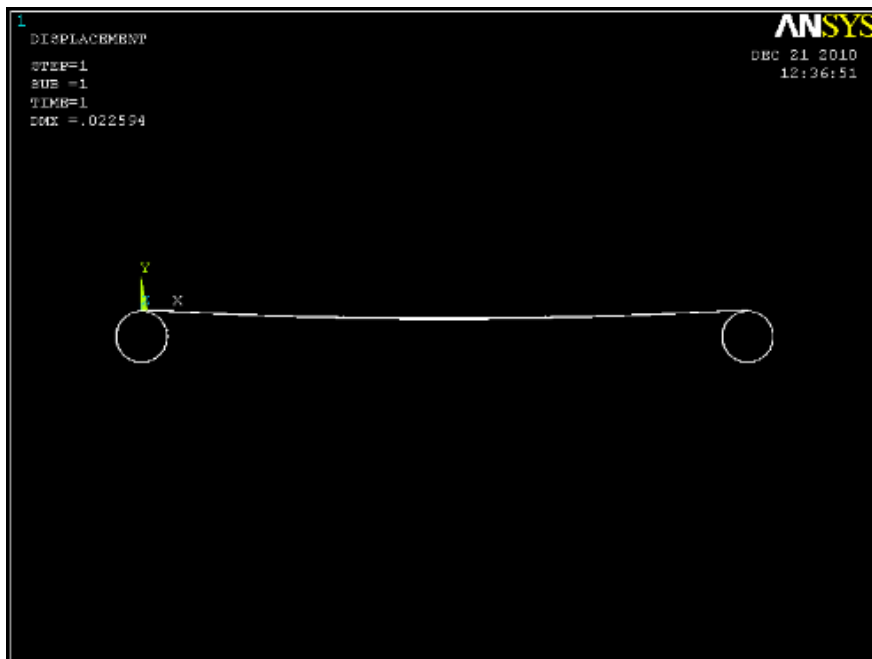 1
DISPLACEMENT
STEP=1
SUB =1
TIME=1
DMX =.022594
ANSYS
DEC 21 2010
12:36:51
Y
X